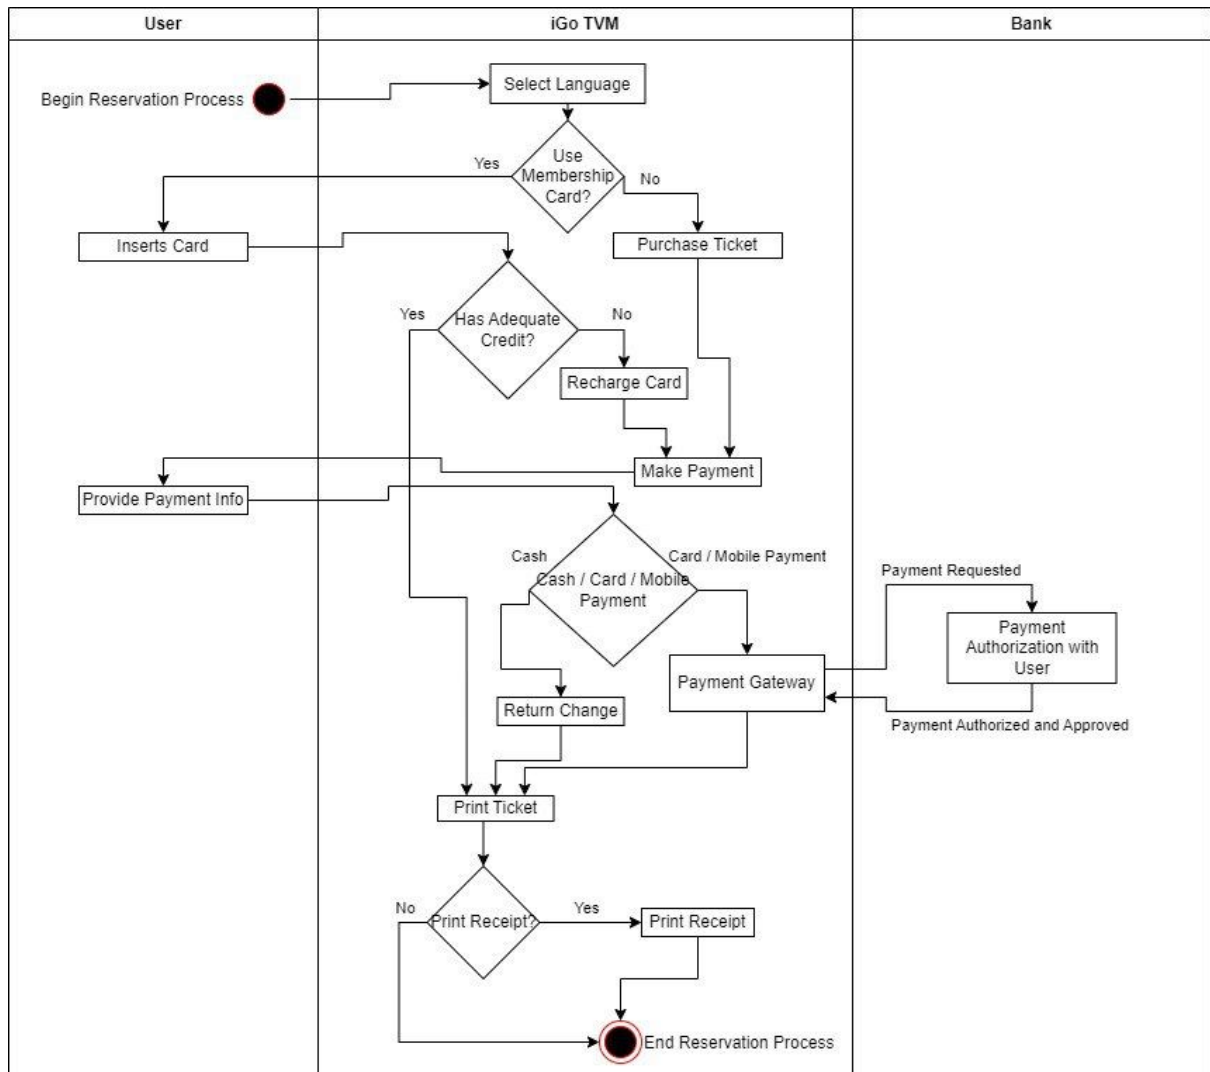 User
iGo TVM
Bank
Begin Reservation Process
Select Language
Use
Membership
Card?
Yes
No
Inserts Card
Purchase Ticket
Has Adequate
Credit?
Yes
No
Recharge Card
Make Payment
Provide Payment Info
Cash
Card / Mobile Payment
Cash / Card / Mobile
Payment
Payment Requested
Payment
Authorization with
User
Payment Gateway
Payment Authorized and Approved
Return Change
Print Ticket
No
Print Receipt?
Yes
Print Receipt
End Reservation Process